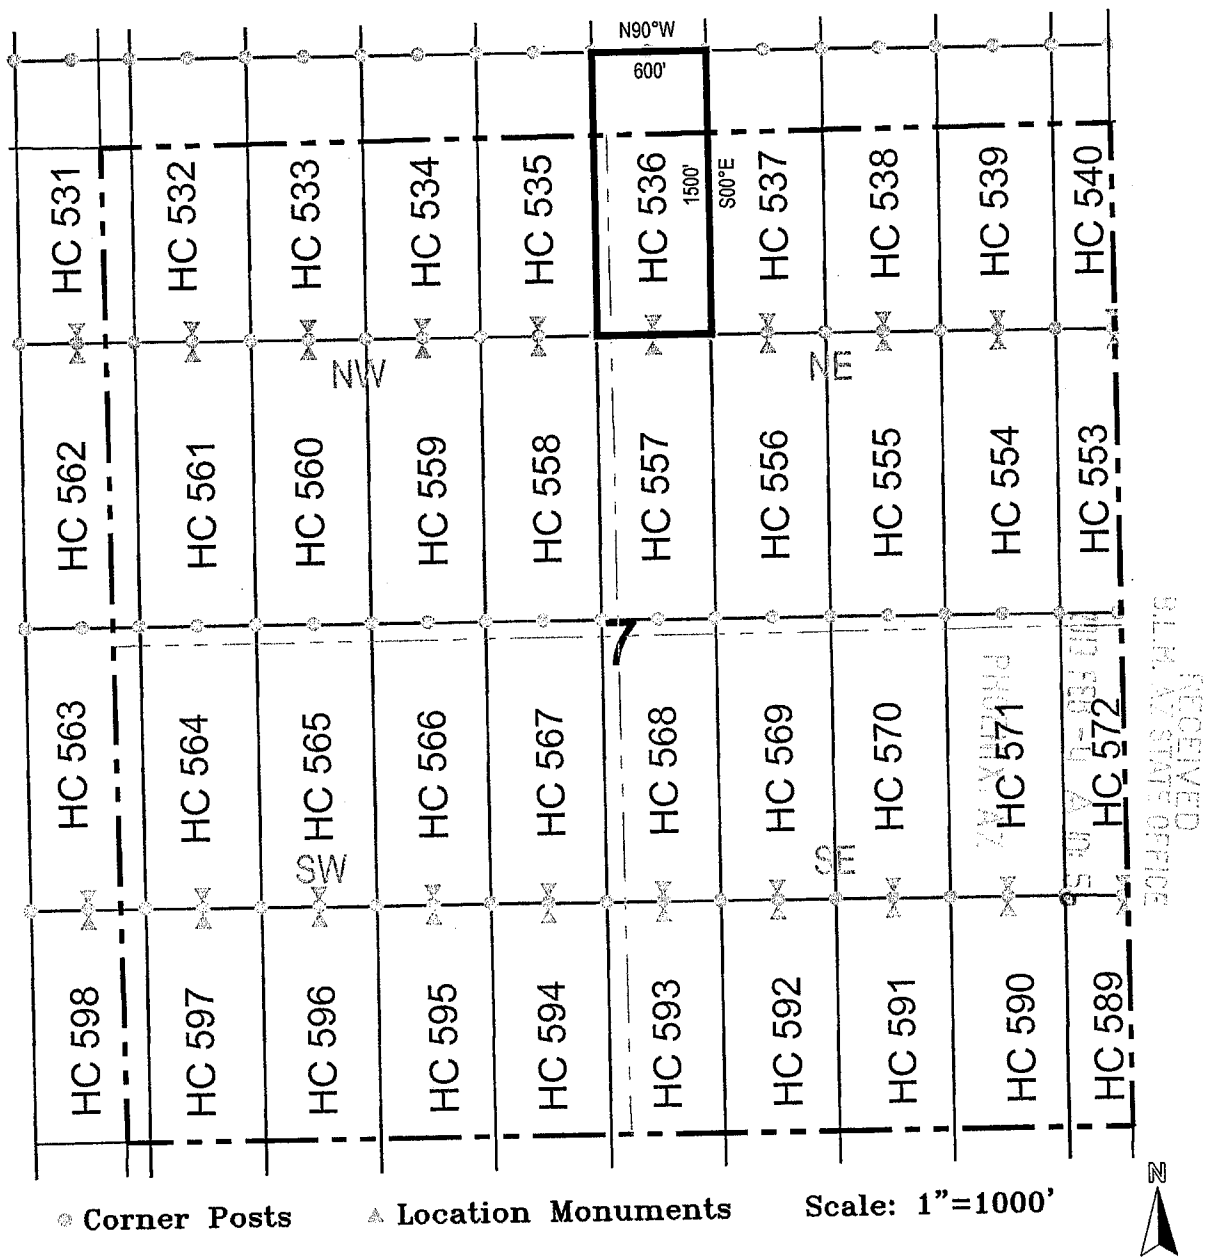 N90°W
600'
HC 531
HC 532
HC 533
HC 534
HC 535
HC 536
1500'
S00°E
HC 537
HC 538
HC 539
HC 540
NW
NE
HC 562
HC 561
HC 560
HC 559
HC 558
HC 557
HC 556
HC 555
HC 554
HC 553
7
HC 563
HC 564
HC 565
HC 566
HC 567
HC 568
HC 569
HC 570
HC 571
HC 572
SW
SE
RECEIVED
B.L.M. AZ STATE OFFICE
PHOENIX, AZ
HC 598
HC 597
HC 596
HC 595
HC 594
HC 593
HC 592
HC 591
HC 590
HC 589
Corner Posts
Location Monuments
Scale: 1"=1000'
N